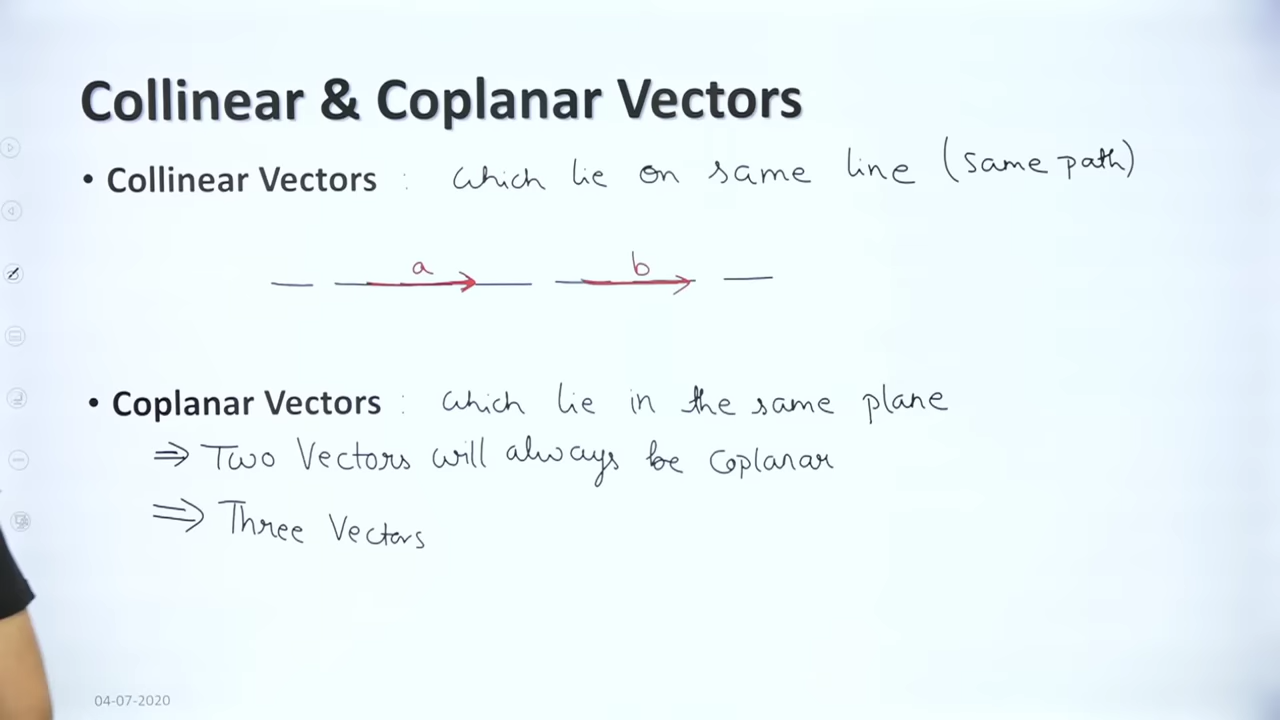 Collinear & Coplanar Vectors
• Collinear Vectors : which lie on same line (same path)
a b
• Coplanar Vectors : which lie in the same plane
⇒ Two Vectors will always be Coplanar
⇒ Three Vectors
04-07-2020